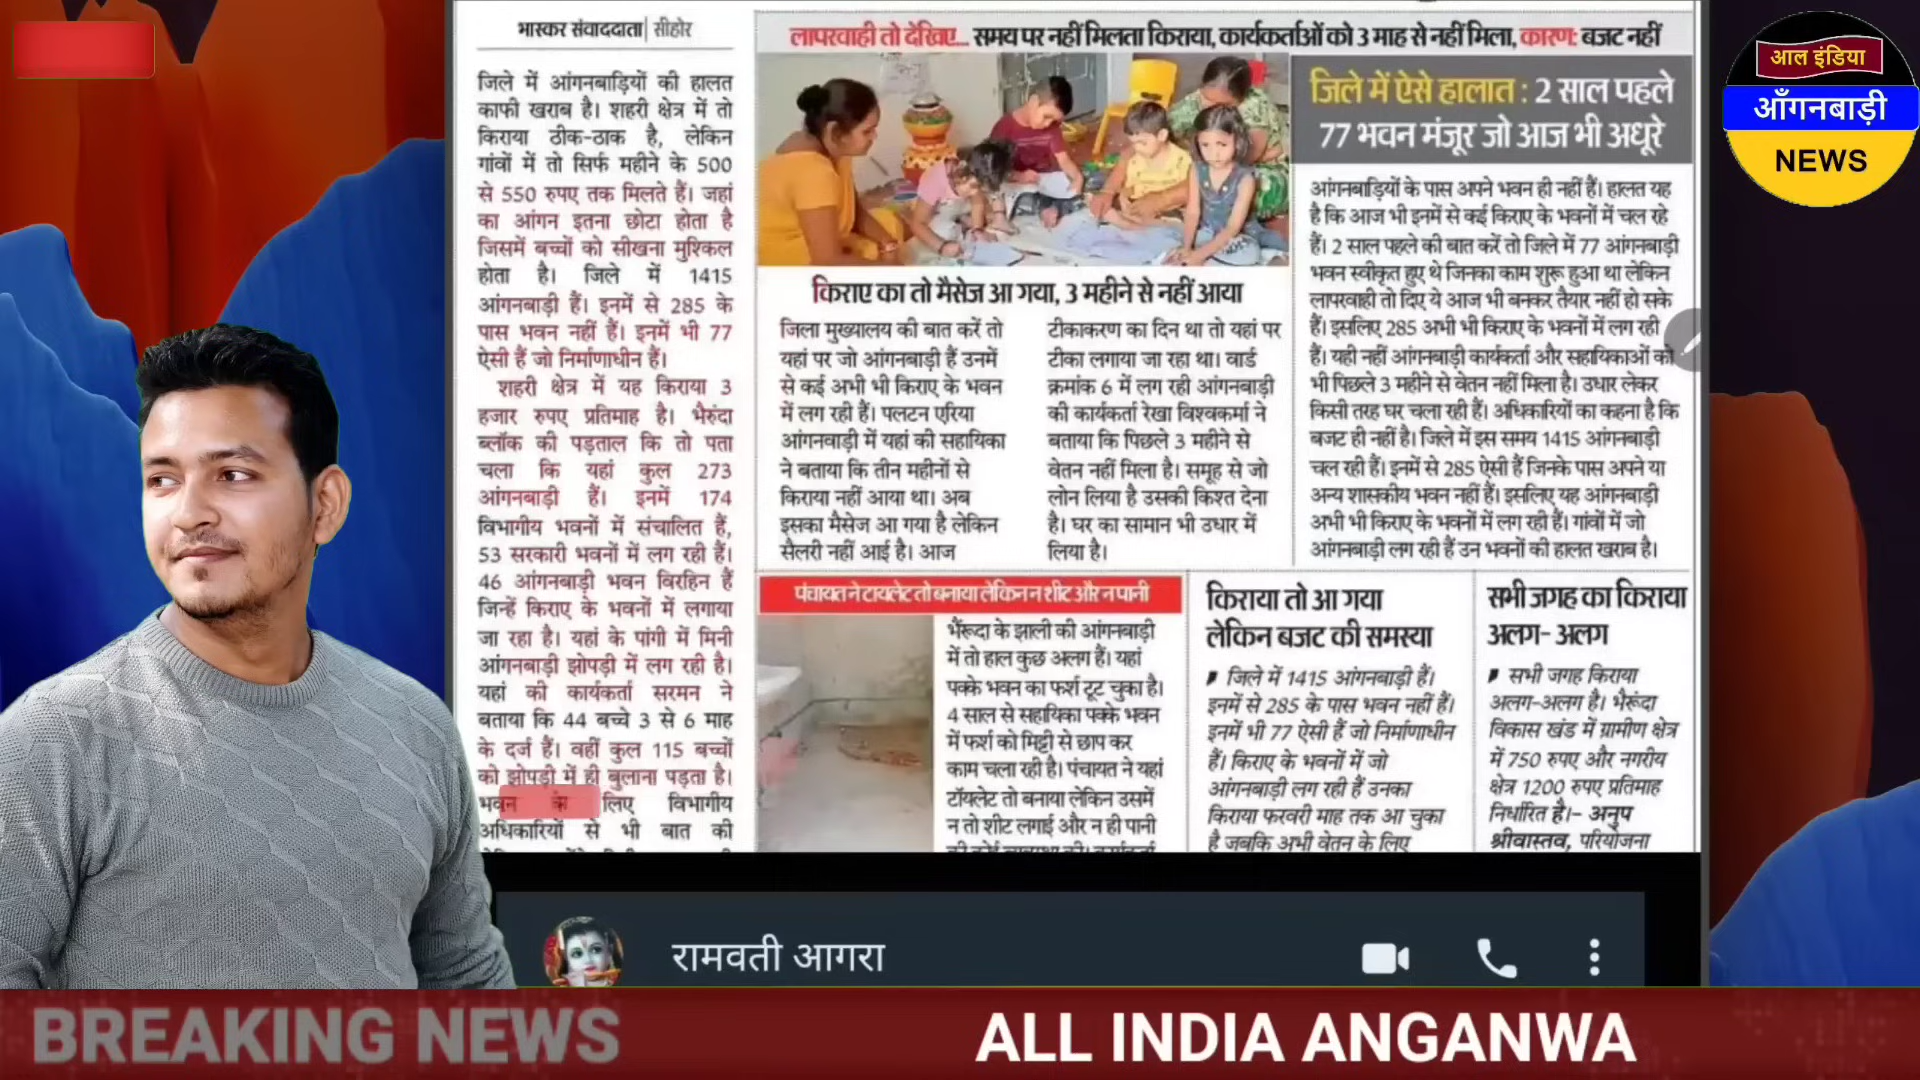 भास्कर संवाददाता | सीहोर
जिले में आंगनबाड़ियों की हालत
काफी खराब है। शहरी क्षेत्र में तो
किराया ठीक-ठाक है, लेकिन
गांवों में तो सिर्फ महीने के 500
से 550 रुपए तक मिलते हैं। जहां
का आंगन इतना छोटा होता है
जिसमें बच्चों को सीखना मुश्किल
होता है। जिले में 1415
आंगनबाड़ी हैं। इनमें से 285 के
पास भवन नहीं हैं। इनमें भी 77
ऐसी हैं जो निर्माणाधीन हैं।
शहरी क्षेत्र में यह किराया 3
हजार रुपए प्रतिमाह है। भैरुंदा
ब्लॉक की पड़ताल कि तो पता
चला कि यहां कुल 273
आंगनबाड़ी हैं। इनमें 174
विभागीय भवनों में संचालित हैं,
53 सरकारी भवनों में लग रही हैं।
46 आंगनबाड़ी भवन विरहिन हैं
जिन्हें किराए के भवनों में लगाया
जा रहा है। यहां के पांगी में मिनी
आंगनबाड़ी झोपड़ी में लग रही है।
यहां की कार्यकर्ता सरमन ने
बताया कि 44 बच्चे 3 से 6 माह
के दर्ज हैं। वहीं कुल 115 बच्चों
को झोपड़ी में ही बुलाना पड़ता है।
भवन के लिए विभागीय
अधिकारियों से भी बात की
लापरवाही तो देखिए... समय पर नहीं मिलता किराया, कार्यकर्ताओं को 3 माह से नहीं मिला, कारण: बजट नहीं
किराए का तो मैसेज आ गया, 3 महीने से नहीं आया
जिला मुख्यालय की बात करें तो
यहां पर जो आंगनबाड़ी हैं उनमें
से कई अभी भी किराए के भवन
में लग रही हैं। पलटन एरिया
आंगनवाड़ी में यहां की सहायिका
ने बताया कि तीन महीनों से
किराया नहीं आया था। अब
इसका मैसेज आ गया है लेकिन
सैलरी नहीं आई है। आज
टीकाकरण का दिन था तो यहां पर
टीका लगाया जा रहा था। वार्ड
क्रमांक 6 में लग रही आंगनबाड़ी
की कार्यकर्ता रेखा विश्वकर्मा ने
बताया कि पिछले 3 महीने से
वेतन नहीं मिला है। समूह से जो
लोन लिया है उसकी किश्त देना
है। घर का सामान भी उधार में
लिया है।
जिले में ऐसे हालात : 2 साल पहले
77 भवन मंजूर जो आज भी अधूरे
आंगनबाड़ियों के पास अपने भवन ही नहीं हैं। हालत यह
है कि आज भी इनमें से कई किराए के भवनों में चल रहे
हैं। 2 साल पहले की बात करें तो जिले में 77 आंगनबाड़ी
भवन स्वीकृत हुए थे जिनका काम शुरू हुआ था लेकिन
लापरवाही तो दिए ये आज भी बनकर तैयार नहीं हो सके
हैं। इसलिए 285 अभी भी किराए के भवनों में लग रही
हैं। यही नहीं आंगनबाड़ी कार्यकर्ता और सहायिकाओं को
भी पिछले 3 महीने से वेतन नहीं मिला है। उधार लेकर
किसी तरह घर चला रही हैं। अधिकारियों का कहना है कि
बजट ही नहीं है। जिले में इस समय 1415 आंगनबाड़ी
चल रही हैं। इनमें से 285 ऐसी हैं जिनके पास अपने या
अन्य शासकीय भवन नहीं हैं। इसलिए यह आंगनबाड़ी
अभी भी किराए के भवनों में लग रही हैं। गांवों में जो
आंगनबाड़ी लग रही हैं उन भवनों की हालत खराब है।
पंचायत ने टायलेट तो बनाया लेकिन न शीट और न पानी
भैंरूदा के झाली की आंगनबाड़ी
में तो हाल कुछ अलग हैं। यहां
पक्के भवन का फर्श टूट चुका है।
4 साल से सहायिका पक्के भवन
में फर्श को मिट्टी से छाप कर
काम चला रही है। पंचायत ने यहां
टॉयलेट तो बनाया लेकिन उसमें
न तो शीट लगाई और न ही पानी
किराया तो आ गया
लेकिन बजट की समस्या
जिले में 1415 आंगनबाड़ी हैं।
इनमें से 285 के पास भवन नहीं हैं।
इनमें भी 77 ऐसी हैं जो निर्माणाधीन
हैं। किराए के भवनों में जो
आंगनबाड़ी लग रही हैं उनका
किराया फरवरी माह तक आ चुका
है जबकि अभी वेतन के लिए
सभी जगह का किराया
अलग- अलग
सभी जगह किराया
अलग-अलग है। भैरूंदा
विकास खंड में ग्रामीण क्षेत्र
में 750 रुपए और नगरीय
क्षेत्र 1200 रुपए प्रतिमाह
निर्धारित है।- अनुप
श्रीवास्तव, परियोजना
आल इंडिया
आँगनबाड़ी
NEWS
रामवती आगरा
BREAKING NEWS
ALL INDIA ANGANWA